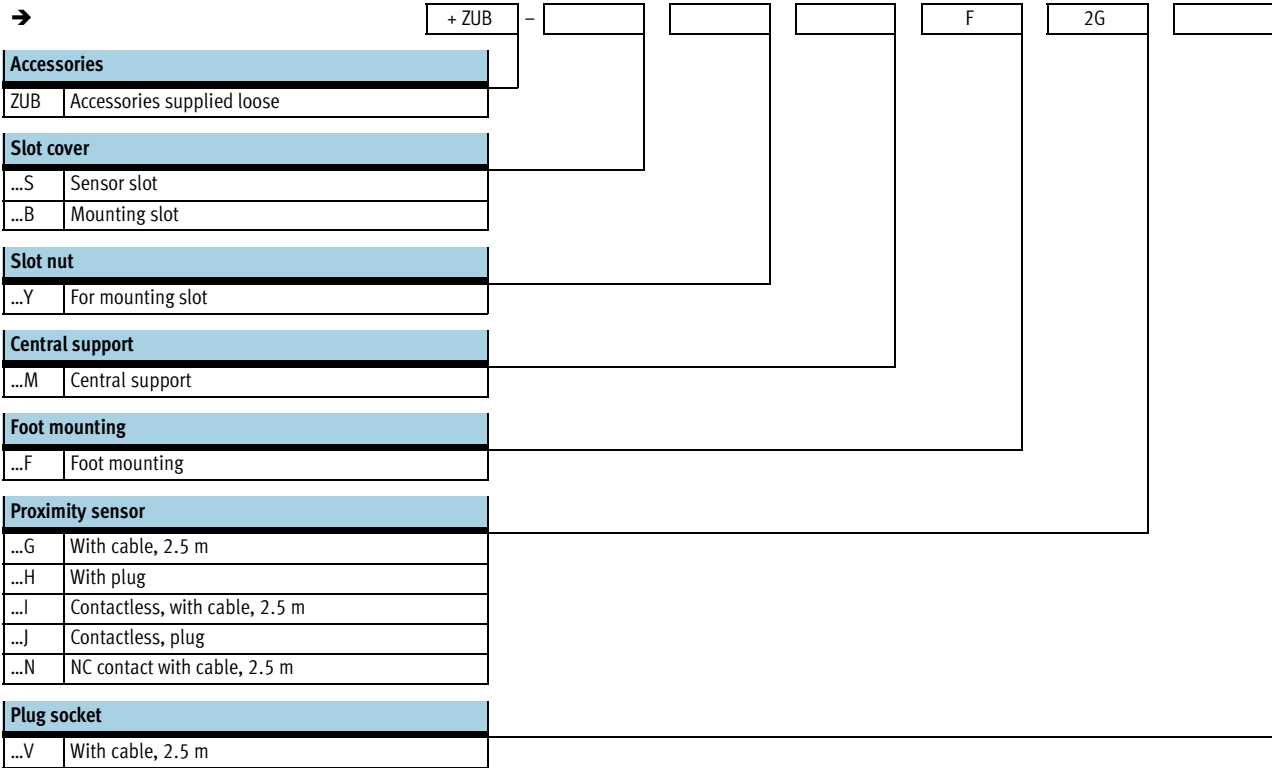 ➔ + ZUB – F 2G
Accessories
ZUB Accessories supplied loose
Slot cover
...S Sensor slot
...B Mounting slot
Slot nut
...Y For mounting slot
Central support
...M Central support
Foot mounting
...F Foot mounting
Proximity sensor
...G With cable, 2.5 m
...H With plug
...I Contactless, with cable, 2.5 m
...J Contactless, plug
...N NC contact with cable, 2.5 m
Plug socket
...V With cable, 2.5 m